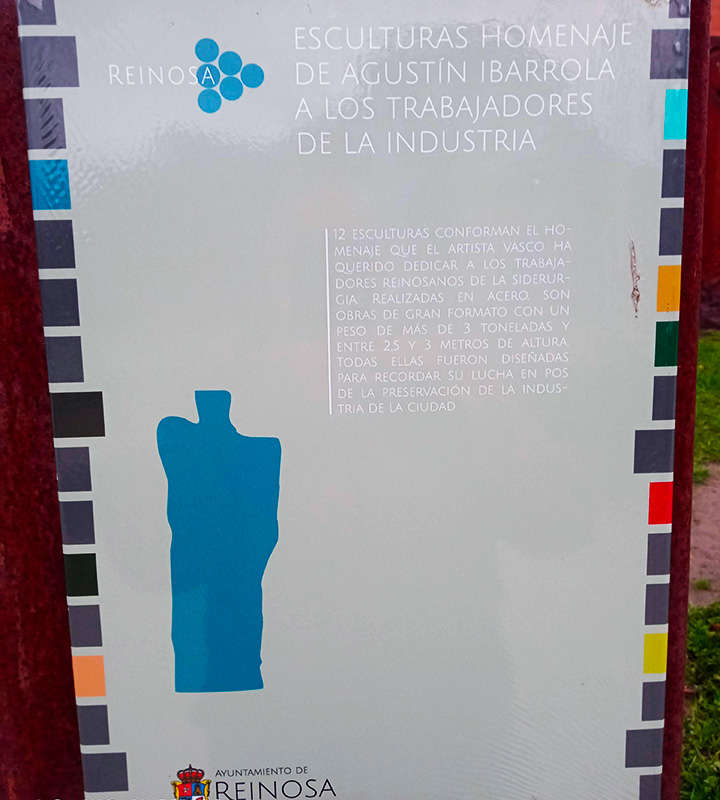 REINOSA
ESCULTURAS HOMENAJE
DE AGUSTÍN IBARROLA
A LOS TRABAJADORES
DE LA INDUSTRIA
12 ESCULTURAS CONFORMAN EL HO-
MENAJE QUE EL ARTISTA VASCO HA
QUERIDO DEDICAR A LOS TRABAJA-
DORES REINOSANOS DE LA SIDERUR-
GIA. REALIZADAS EN ACERO, SON
OBRAS DE GRAN FORMATO CON UN
PESO DE MÁS DE 3 TONELADAS Y
ENTRE 2,5 Y 3 METROS DE ALTURA
TODAS ELLAS FUERON DISEÑADAS
PARA RECORDAR SU LUCHA EN POS
DE LA PRESERVACIÓN DE LA INDUS-
TRIA DE LA CIUDAD
AYUNTAMIENTO DE
REINOSA